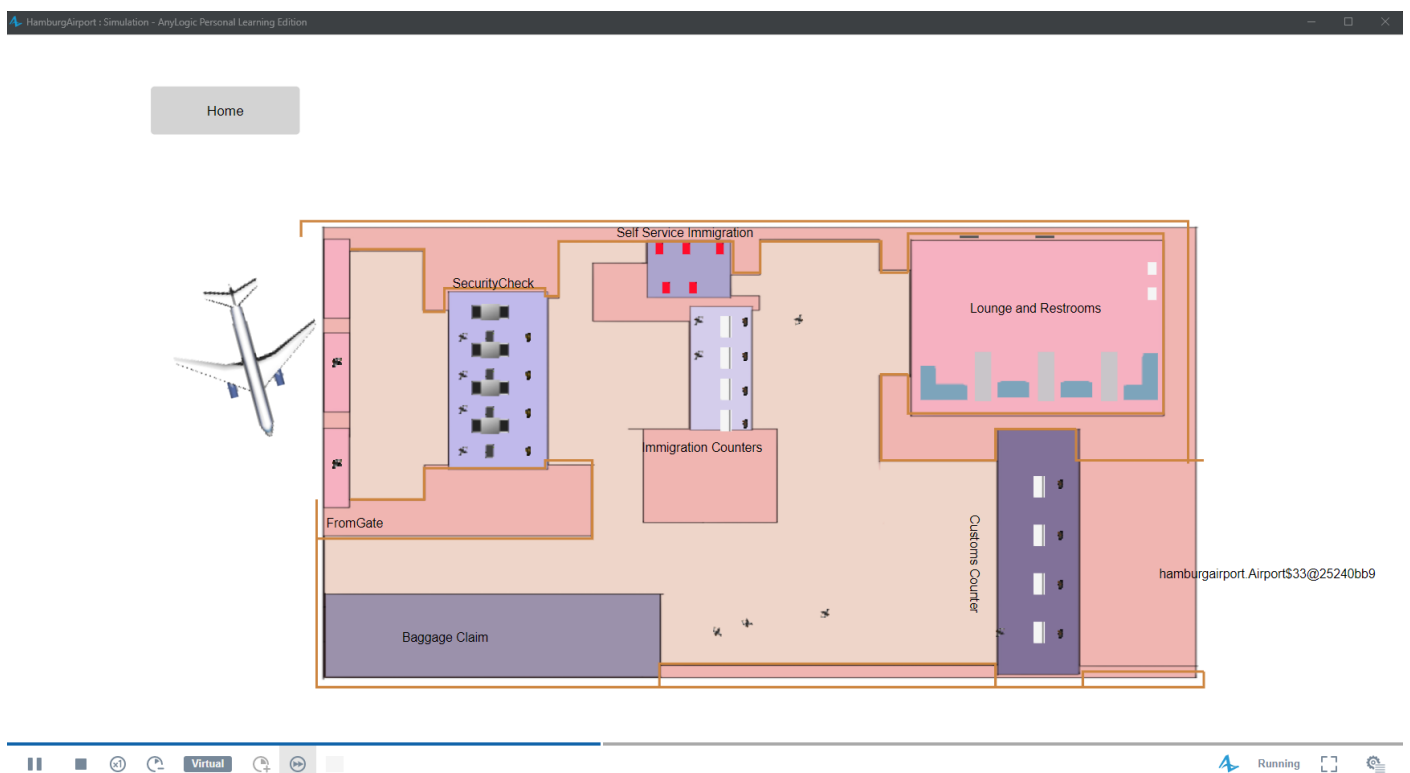 HamburgAirport : Simulation - AnyLogic Personal Learning Edition
Home
Self Service Immigration
SecurityCheck
Lounge and Restrooms
Immigration Counters
FromGate
Customs Counter
hamburgairport.Airport$33@25240bb9
Baggage Claim
x1
Virtual
Running